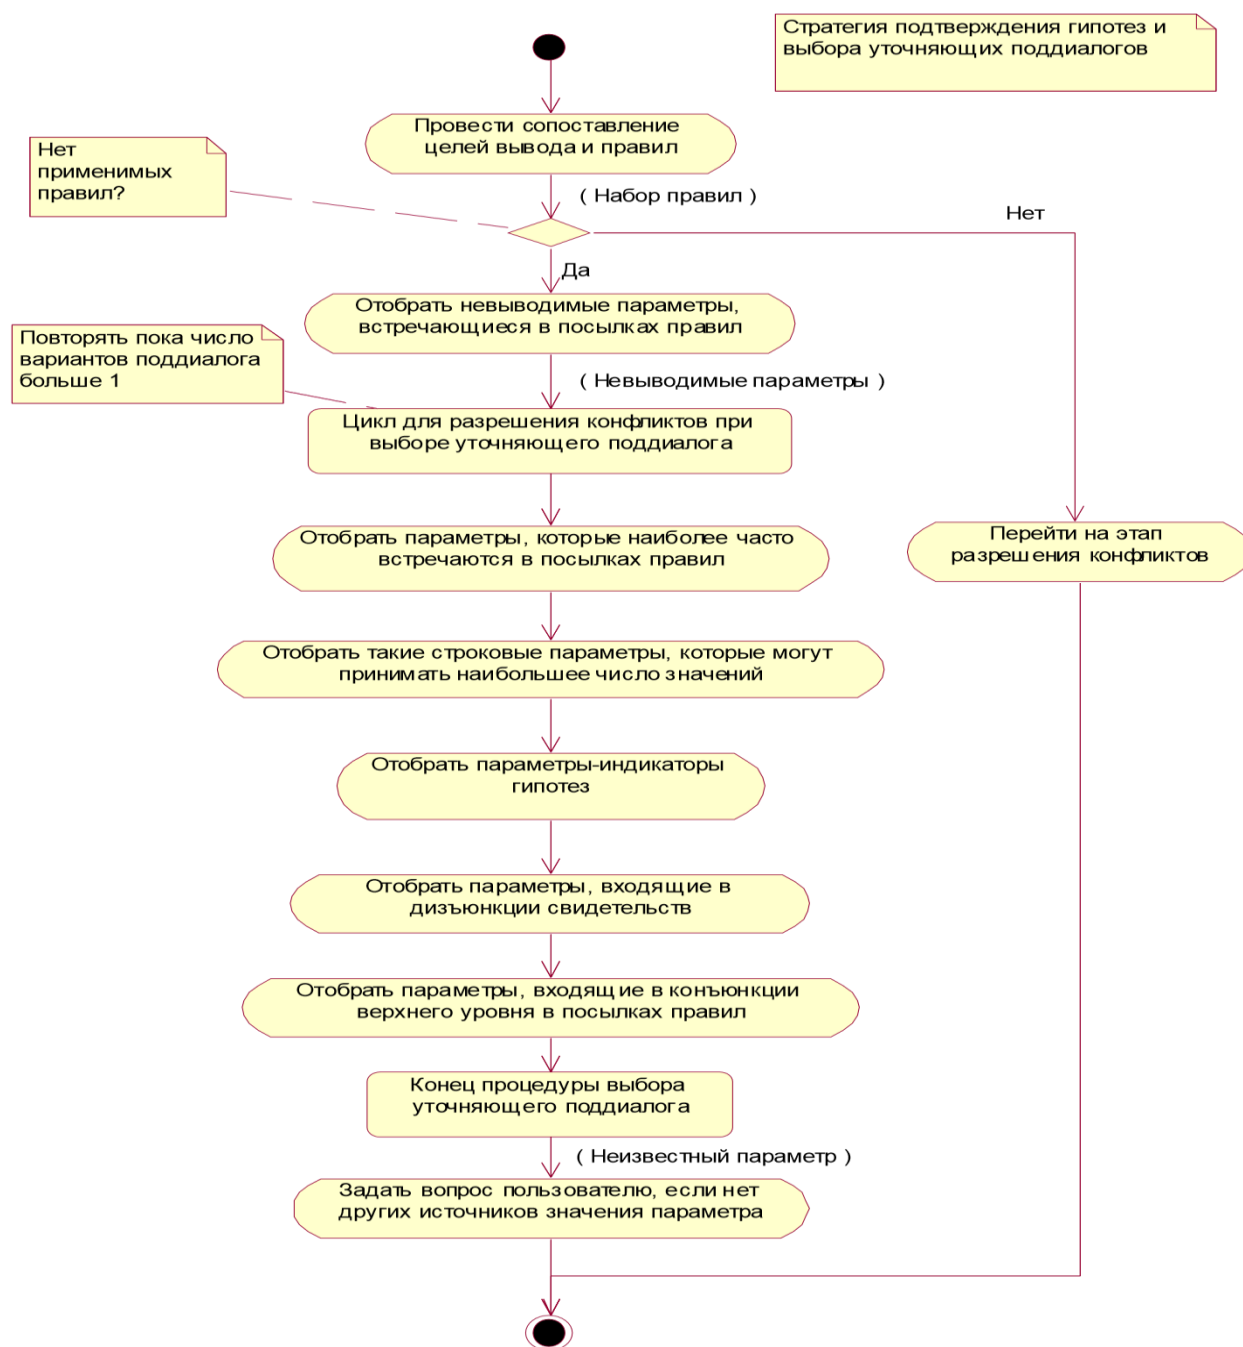 Стратегия подтверждения гипотез и
выбора уточняющих поддиалогов
Провести сопоставление
целей вывода и правил
Нет
применимых
правил?
( Набор правил )
Нет
Да
Отобрать невыводимые параметры,
встречающиеся в посылках правил
Повторять пока число
вариантов поддиалога
больше 1
( Невыводимые параметры )
Цикл для разрешения конфликтов при
выборе уточняющего поддиалога
Отобрать параметры, которые наиболее часто
встречаются в посылках правил
Перейти на этап
разрешения конфликтов
Отобрать такие строковые параметры, которые могут
принимать наибольшее число значений
Отобрать параметры-индикаторы
гипотез
Отобрать параметры, входящие в
дизъюнкции свидетельств
Отобрать параметры, входящие в конъюнкции
верхнего уровня в посылках правил
Конец процедуры выбора
уточняющего поддиалога
( Неизвестный параметр )
Задать вопрос пользователю, если нет
других источников значения параметра